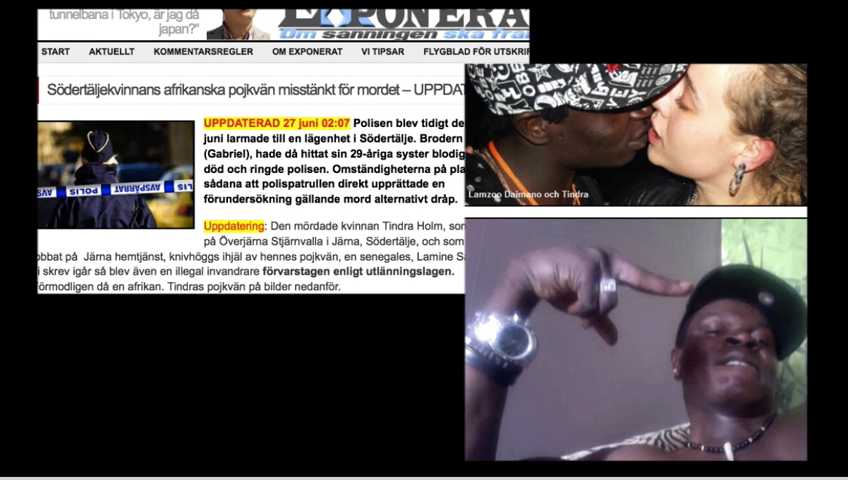 tunnelbana i Tokyo, är jag då
japan?"
EXPONERA
Om sanningen ska fra
START AKTUELLT KOMMENTARSREGLER OM EXPONERAT VI TIPSAR FLYGBLAD FÖR UTSKRIF
Södertäljekvinnans afrikanska pojkvän misstänkt för mordet – UPPDAT
UPPDATERAD 27 juni 02:07 Polisen blev tidigt de
juni larmade till en lägenhet i Södertälje. Brodern
(Gabriel), hade då hittat sin 29-åriga syster blodig
död och ringde polisen. Omständigheterna på pla
sådana att polispatrullen direkt upprättade en
förundersökning gällande mord alternativt dråp.
Uppdatering: Den mördade kvinnan Tindra Holm, som
på Överjärna Stjärnvalla i Järna, Södertälje, och som
obbat på Järna hemtjänst, knivhöggs ihjäl av hennes pojkvän, en senegales, Lamine Sa
i skrev igår så blev även en illegal invandrare förvarstagen enligt utlänningslagen.
förmodligen då en afrikan. Tindras pojkvän på bilder nedanför.
POLIS AVSPÄRRAT
Lamzoo Daimano och Tindra